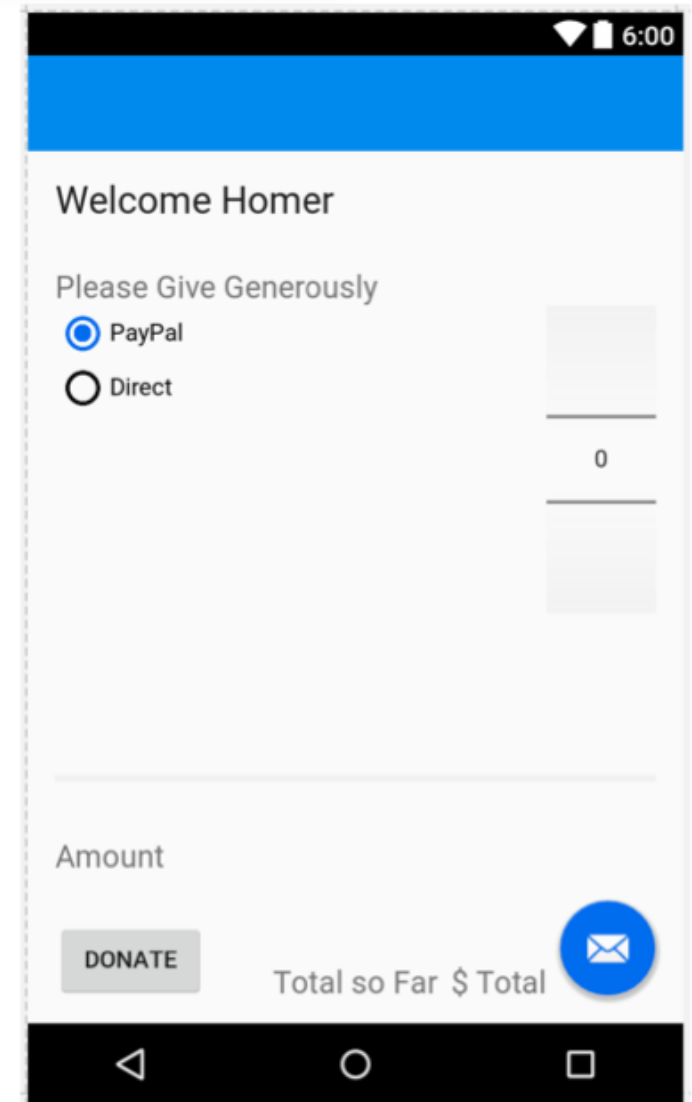 6:00
Welcome Homer
Please Give Generously
PayPal
Direct
0
Amount
DONATE
Total so Far $ Total